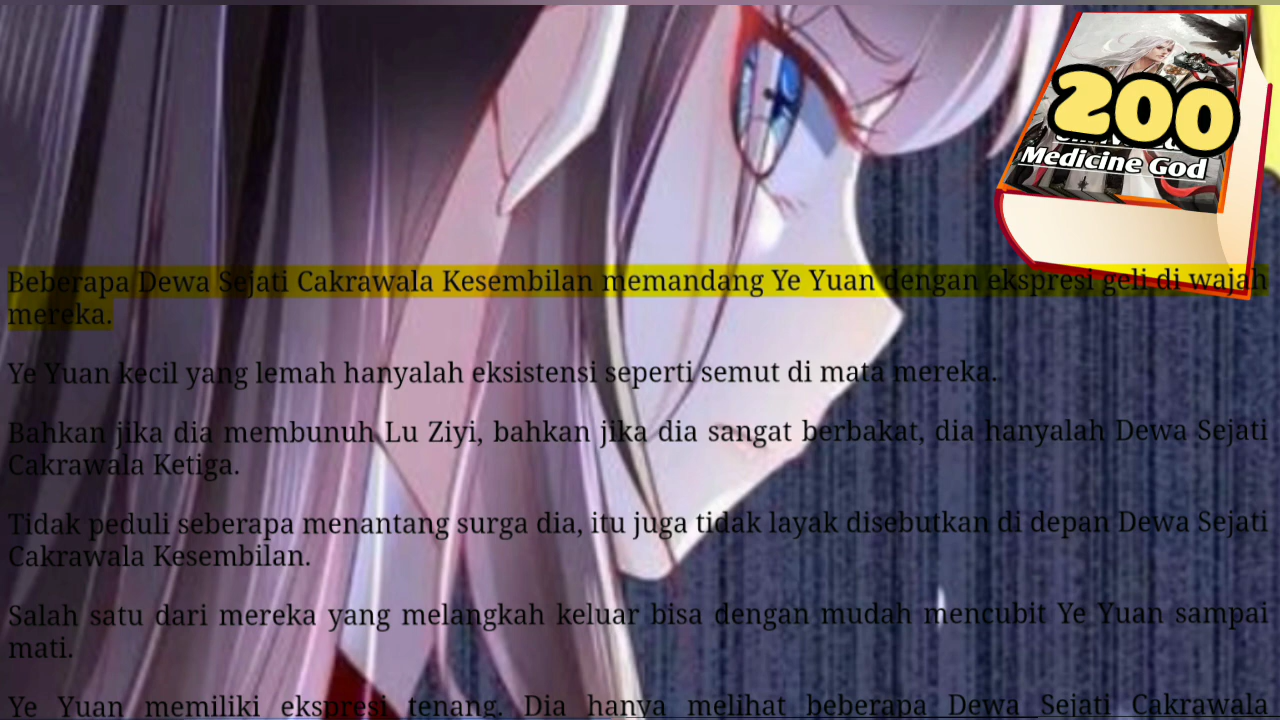 200
Medicine God
Beberapa Dewa Sejati Cakrawala Kesembilan memandang Ye Yuan dengan ekspresi geli di wajah
mereka.
Ye Yuan kecil yang lemah hanyalah eksistensi seperti semut di mata mereka.
Bahkan jika dia membunuh Lu Ziyi, bahkan jika dia sangat berbakat, dia hanyalah Dewa Sejati
Cakrawala Ketiga.
Tidak peduli seberapa menantang surga dia, itu juga tidak layak disebutkan di depan Dewa Sejati
Cakrawala Kesembilan.
Salah satu dari mereka yang melangkah keluar bisa dengan mudah mencubit Ye Yuan sampai
mati.
Ye Yuan memiliki ekspresi tenang. Dia hanya melihat beberapa Dewa Sejati Cakrawala